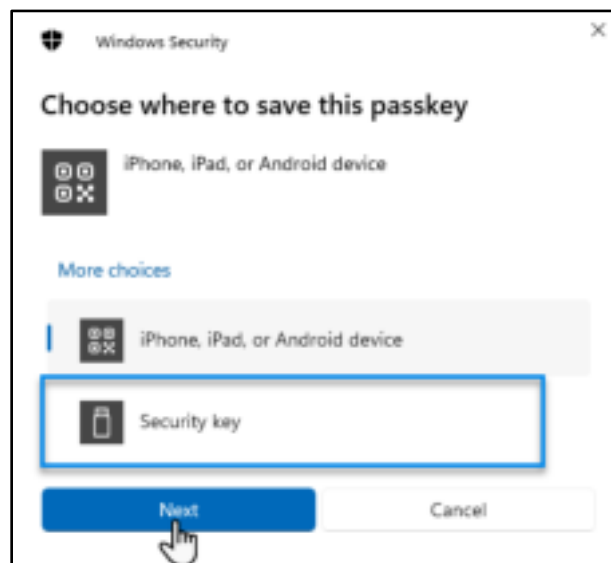 Windows Security
Choose where to save this passkey
iPhone, iPad, or Android device
More choices
iPhone, iPad, or Android device
Security key
Next Cancel